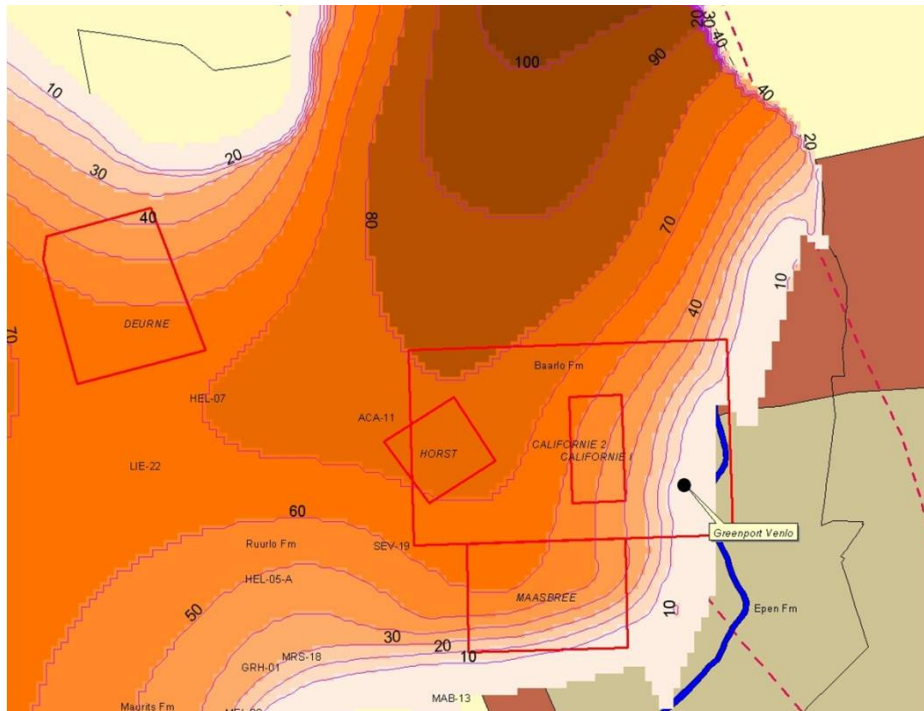 20
30
40
10
100
90
40
20
20
30
40
80
70
10
40
DEURNE
70
Baarlo Fm
HEL-07
ACA-11
CALIFORNIE 2
HORST
CALIFORNIE I
LIE-22
60
Greenport Venlo
Ruurlo Fm
SEV-19
HEL-05-A
MAASBREE
50
10
Epen Fm
30
20
MRS-18
10
GRH-01
MAB-13
Maurits Fm